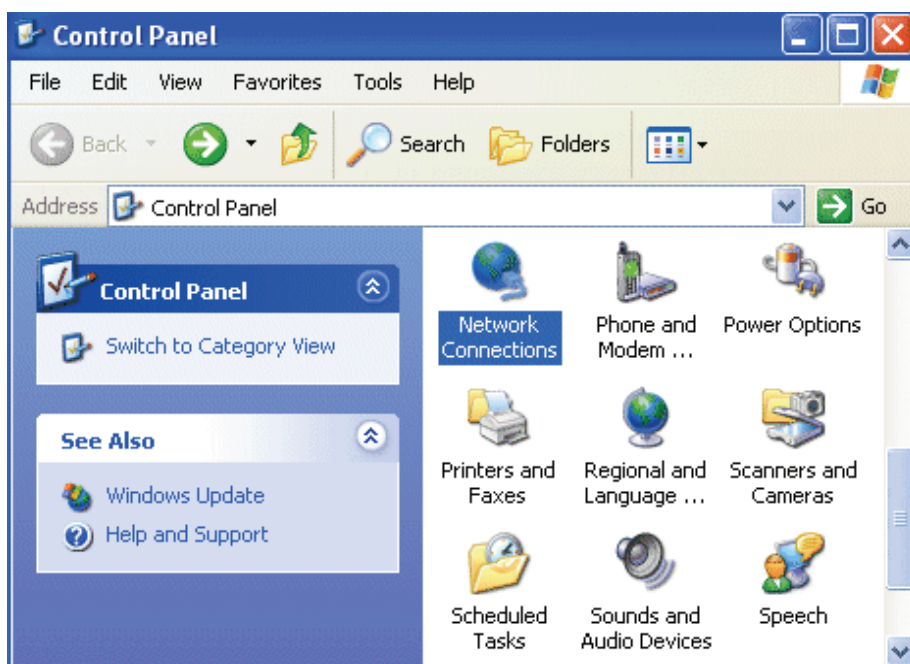 Control Panel
File Edit View Favorites Tools Help
Back Search Folders
Address Control Panel Go
Control Panel
Switch to Category View
See Also
Windows Update
Help and Support
Network
Connections
Phone and
Modem ...
Power Options
Printers and
Faxes
Regional and
Language ...
Scanners and
Cameras
Scheduled
Tasks
Sounds and
Audio Devices
Speech